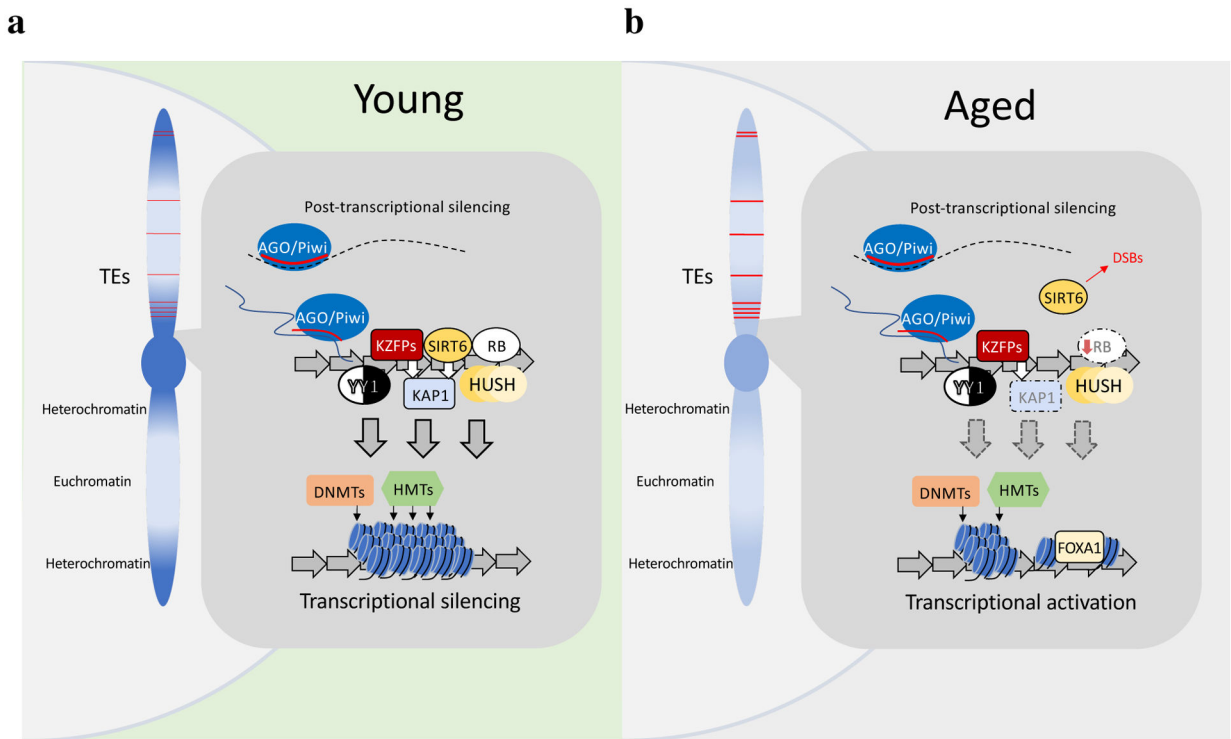 a
Young
Post-transcriptional silencing
AGO/Piwi
TEs
AGO/Piwi
KZFPs
SIRT6
RB
YY1
KAP1
HUSH
Heterochromatin
Euchromatin
DNMTs
HMTs
Heterochromatin
Transcriptional silencing
b
Aged
Post-transcriptional silencing
AGO/Piwi
DSBs
TEs
SIRT6
AGO/Piwi
KZFPs
RB
YY1
KAP1
HUSH
Heterochromatin
Euchromatin
DNMTs
HMTs
FOXA1
Heterochromatin
Transcriptional activation